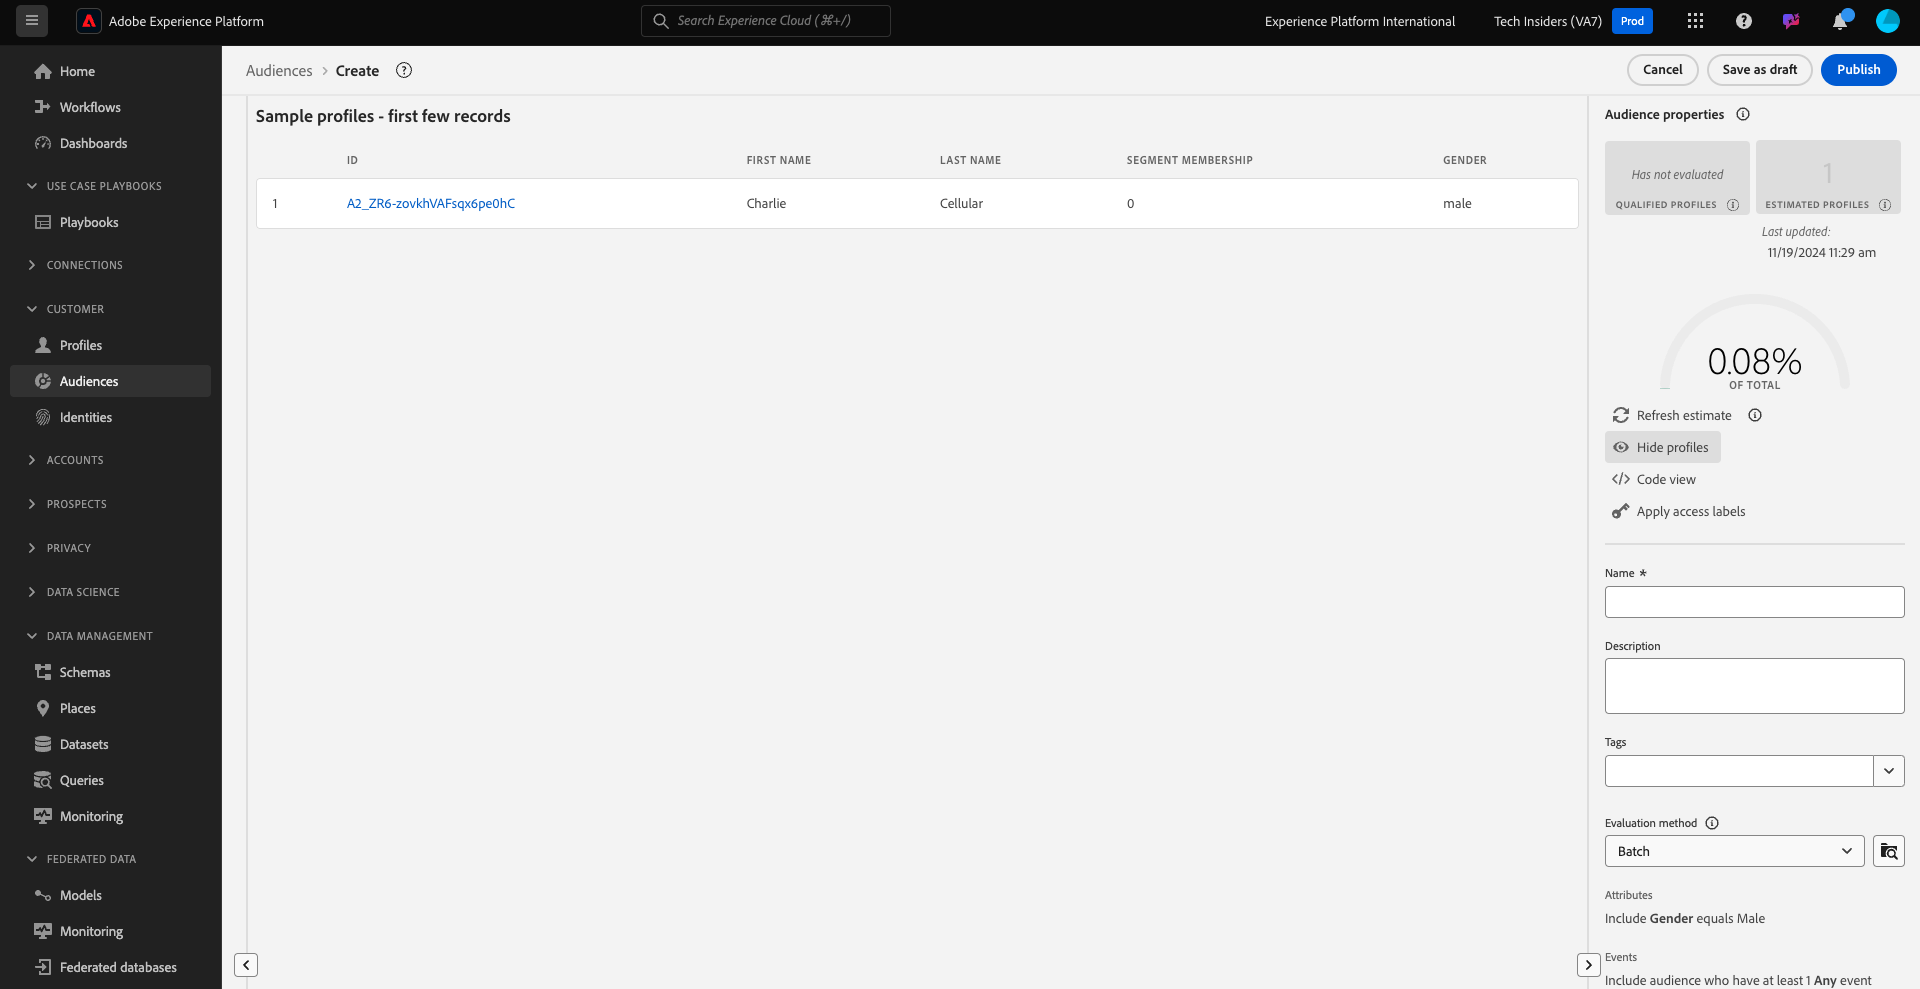 Adobe Experience Platform
Search Experience Cloud (⌘+/)
Experience Platform International
Tech Insiders (VA7)
Prod
Home
Workflows
Dashboards
USE CASE PLAYBOOKS
Playbooks
CONNECTIONS
CUSTOMER
Profiles
Audiences
Identities
ACCOUNTS
PROSPECTS
PRIVACY
DATA SCIENCE
DATA MANAGEMENT
Schemas
Places
Datasets
Queries
Monitoring
FEDERATED DATA
Models
Monitoring
Federated databases
Audiences > Create
Cancel
Save as draft
Publish
Sample profiles - first few records
ID FIRST NAME LAST NAME SEGMENT MEMBERSHIP GENDER
1 A2_ZR6-zovkhVAFsqx6pe0hC Charlie Cellular 0 male
Audience properties
Has not evaluated
QUALIFIED PROFILES
1
ESTIMATED PROFILES
Last updated:
11/19/2024 11:29 am
0.08%
OF TOTAL
Refresh estimate
Hide profiles
Code view
Apply access labels
Name *
Description
Tags
Evaluation method
Batch
Attributes
Include Gender equals Male
Events
Include audience who have at least 1 Any event